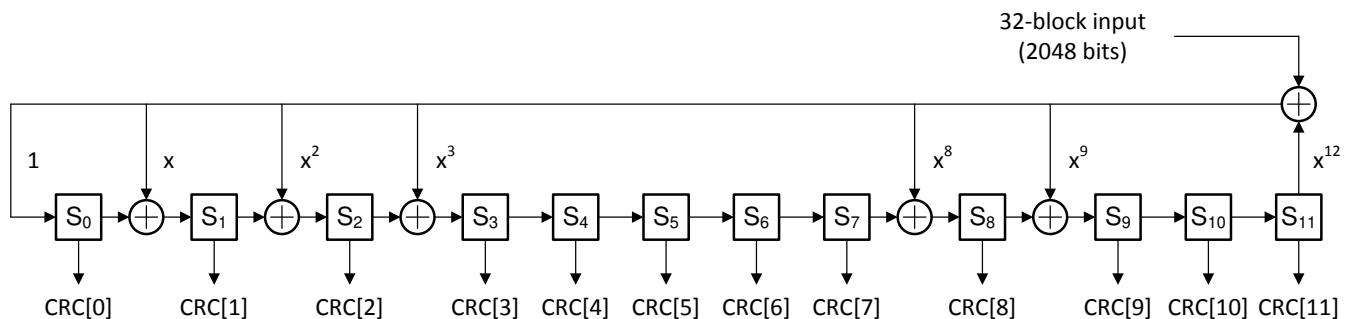 32-block input
(2048 bits)
1 x x² x³ x⁸ x⁹ x¹²
S₀ S₁ S₂ S₃ S₄ S₅ S₆ S₇ S₈ S₉ S₁₀ S₁₁
CRC[0] CRC[1] CRC[2] CRC[3] CRC[4] CRC[5] CRC[6] CRC[7] CRC[8] CRC[9] CRC[10] CRC[11]